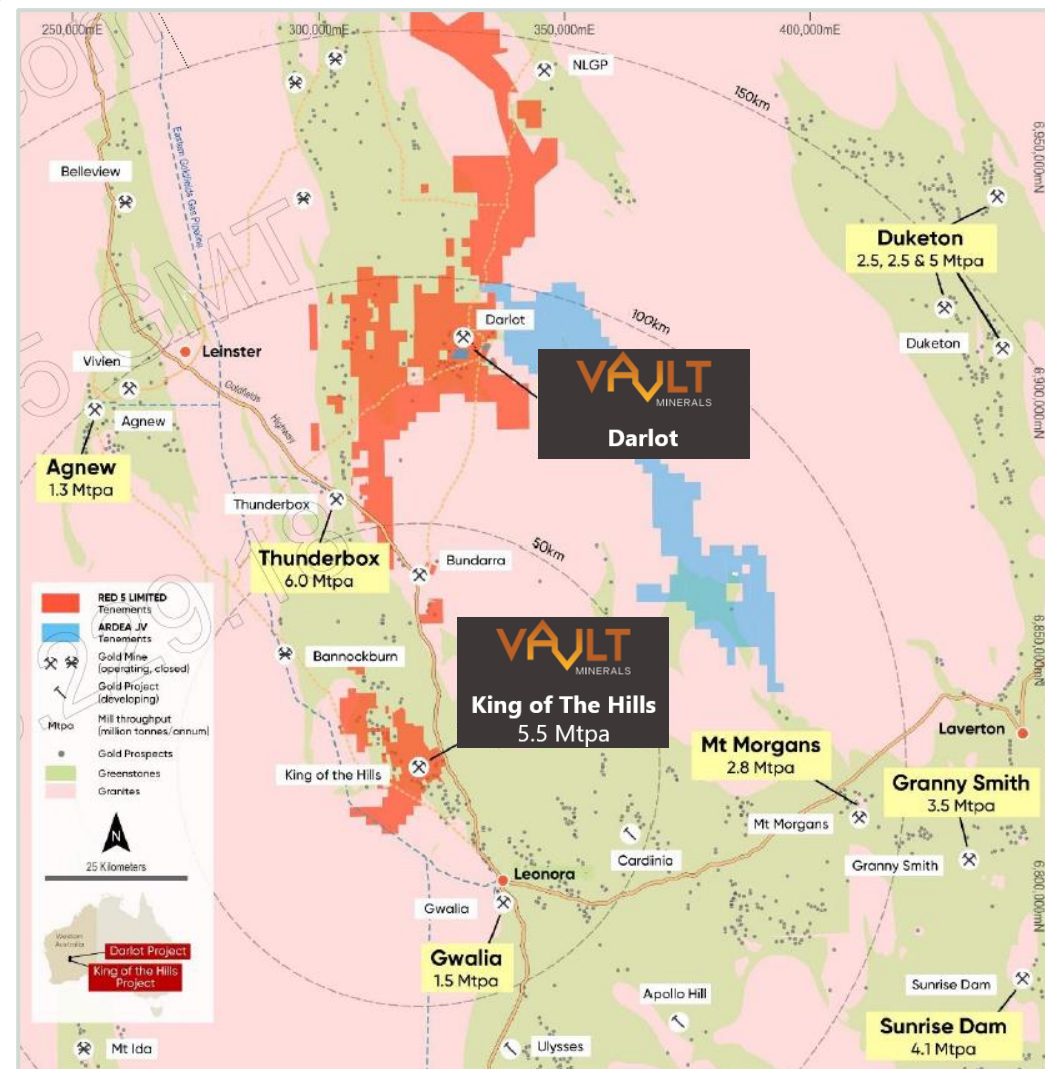 250,000mE
300,000mE
350,000mE
400,000mE
NLGP
150km
6,950,000mN
Eastern Goldfields Gas Pipeline
Belleview
Duketon
2.5, 2.5 & 5 Mtpa
5 GMT
Darlot
100km
Duketon
Leinster
Vivien
VAULT
MINERALS
Darlot
Goldfields
Highway
6,900,000mN
Agnew
Agnew
1.3 Mtpa
Thunderbox
Thunderbox
6.0 Mtpa
50km
Bundarra
RED 5 LIMITED
Tenements
ARDEA JV
Tenements
Gold Mine
(operating, closed)
Gold Project
(developing)
Mtpa
Mill throughput
(million tonnes/annum)
Gold Prospects
Greenstones
Granites
N
25 Kilometers
Western
Australia
Darlot Project
King of the Hills
Project
Bannockburn
VAULT
MINERALS
King of The Hills
5.5 Mtpa
6,850,000mN
King of the Hills
Laverton
Mt Morgans
2.8 Mtpa
Granny Smith
3.5 Mtpa
Mt Morgans
Granny Smith
Cardinia
Leonora
6,800,000mN
Gwalia
Gwalia
1.5 Mtpa
Apollo Hill
Sunrise Dam
Sunrise Dam
4.1 Mtpa
Mt Ida
Ulysses